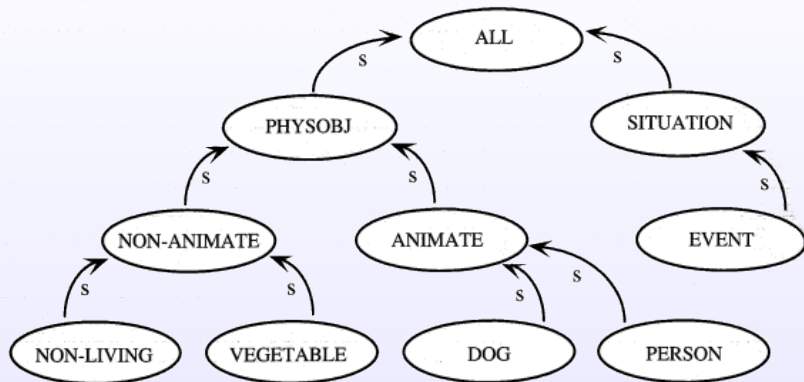 ALL
s
s
PHYSOBJ
SITUATION
s
s
s
NON-ANIMATE
ANIMATE
EVENT
s
s
s
s
NON-LIVING
VEGETABLE
DOG
PERSON